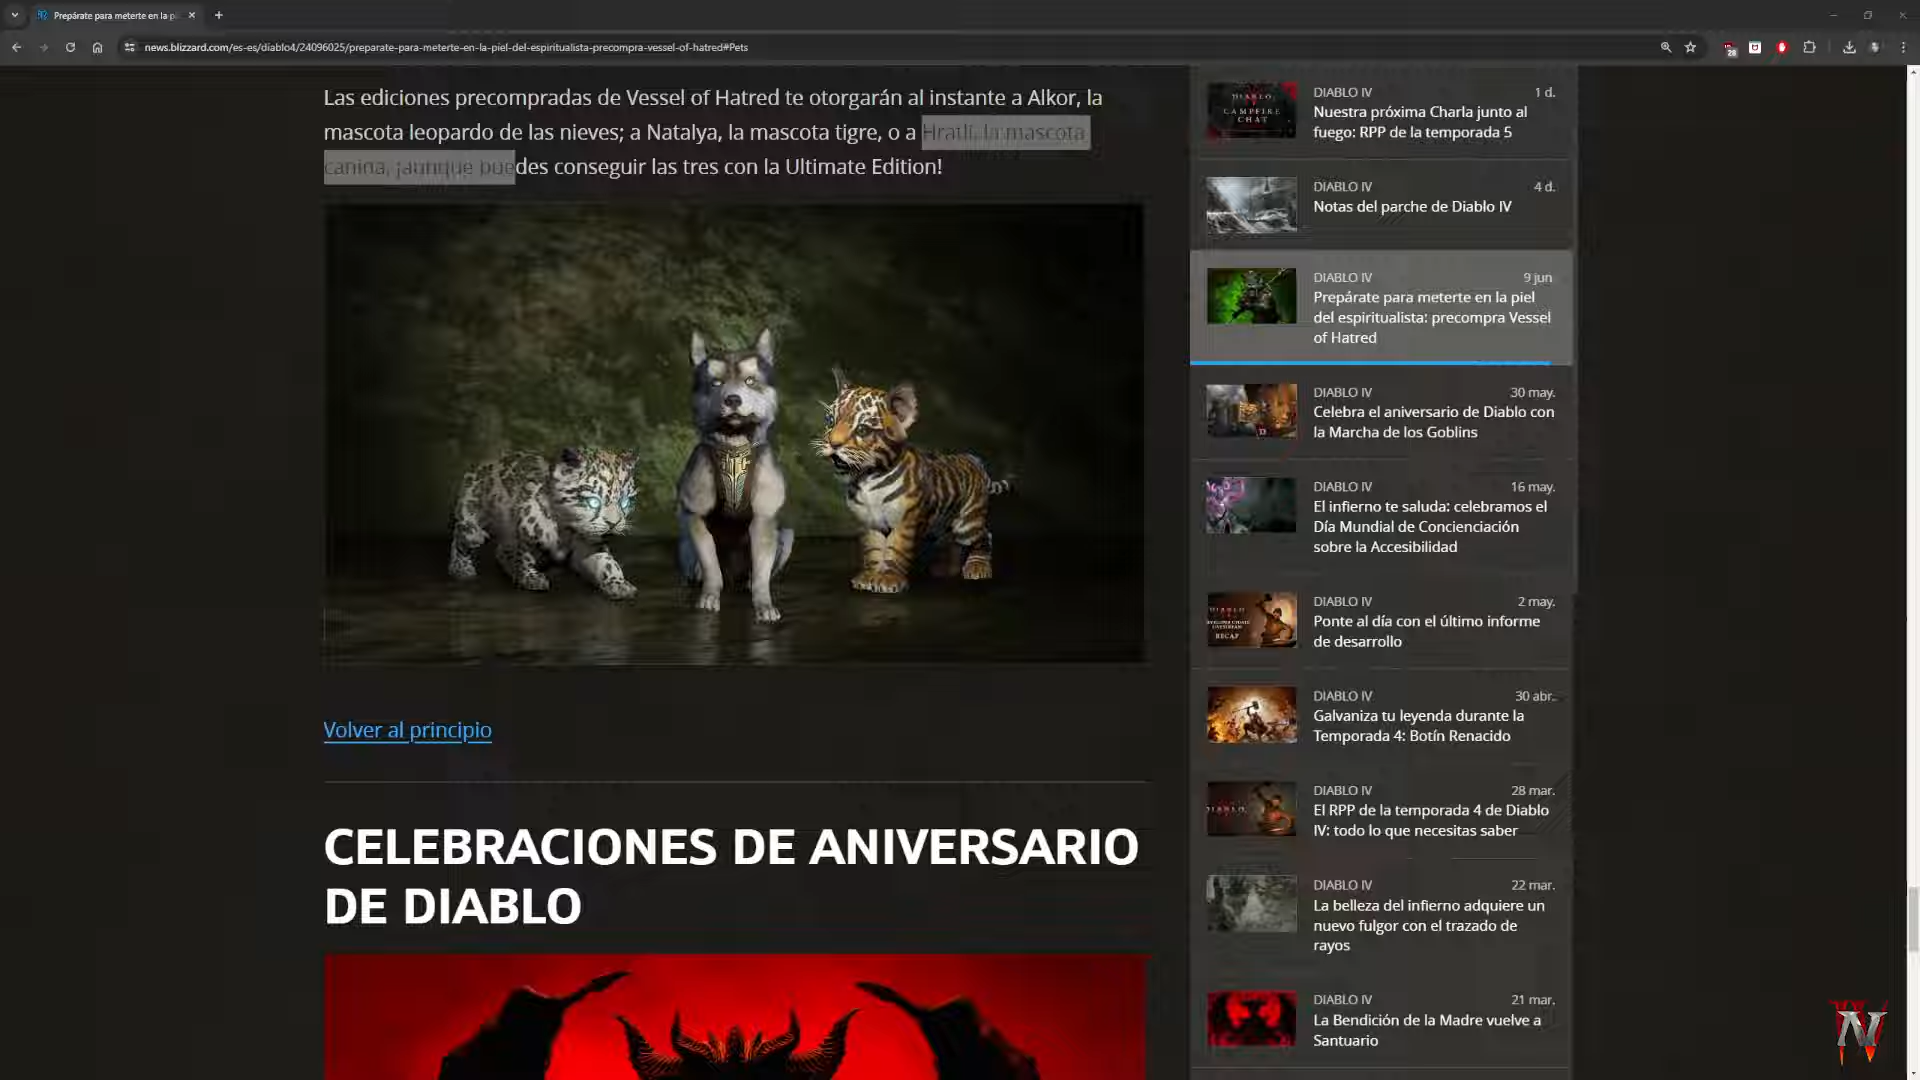 Prepárate para meterte en la p
news.blizzard.com/es-es/diablo4/24096025/preparate-para-meterte-en-la-piel-del-espiritualista-precompra-vessel-of-hatred#Pets
28
Las ediciones precompradas de Vessel of Hatred te otorgarán al instante a Alkor, la
mascota leopardo de las nieves; a Natalya, la mascota tigre, o a Hratli, la mascota
canina, ¡aunque puedes conseguir las tres con la Ultimate Edition!
Volver al principio
CELEBRACIONES DE ANIVERSARIO
DE DIABLO
DIABLO
CAMPFIRE
CHAT
DIABLO IV
1 d.
Nuestra próxima Charla junto al
fuego: RPP de la temporada 5
DIABLO IV
4 d.
Notas del parche de Diablo IV
DIABLO IV
9 jun
Prepárate para meterte en la piel
del espiritualista: precompra Vessel
of Hatred
DIABLO IV
30 may.
Celebra el aniversario de Diablo con
la Marcha de los Goblins
DIABLO IV
16 may.
El infierno te saluda: celebramos el
Día Mundial de Concienciación
sobre la Accesibilidad
DIABLO
RECAP
DIABLO IV
2 may.
Ponte al día con el último informe
de desarrollo
DIABLO IV
30 abr.
Galvaniza tu leyenda durante la
Temporada 4: Botín Renacido
DIABLO
DIABLO IV
28 mar.
El RPP de la temporada 4 de Diablo
IV: todo lo que necesitas saber
DIABLO IV
22 mar.
La belleza del infierno adquiere un
nuevo fulgor con el trazado de
rayos
DIABLO IV
21 mar.
La Bendición de la Madre vuelve a
Santuario